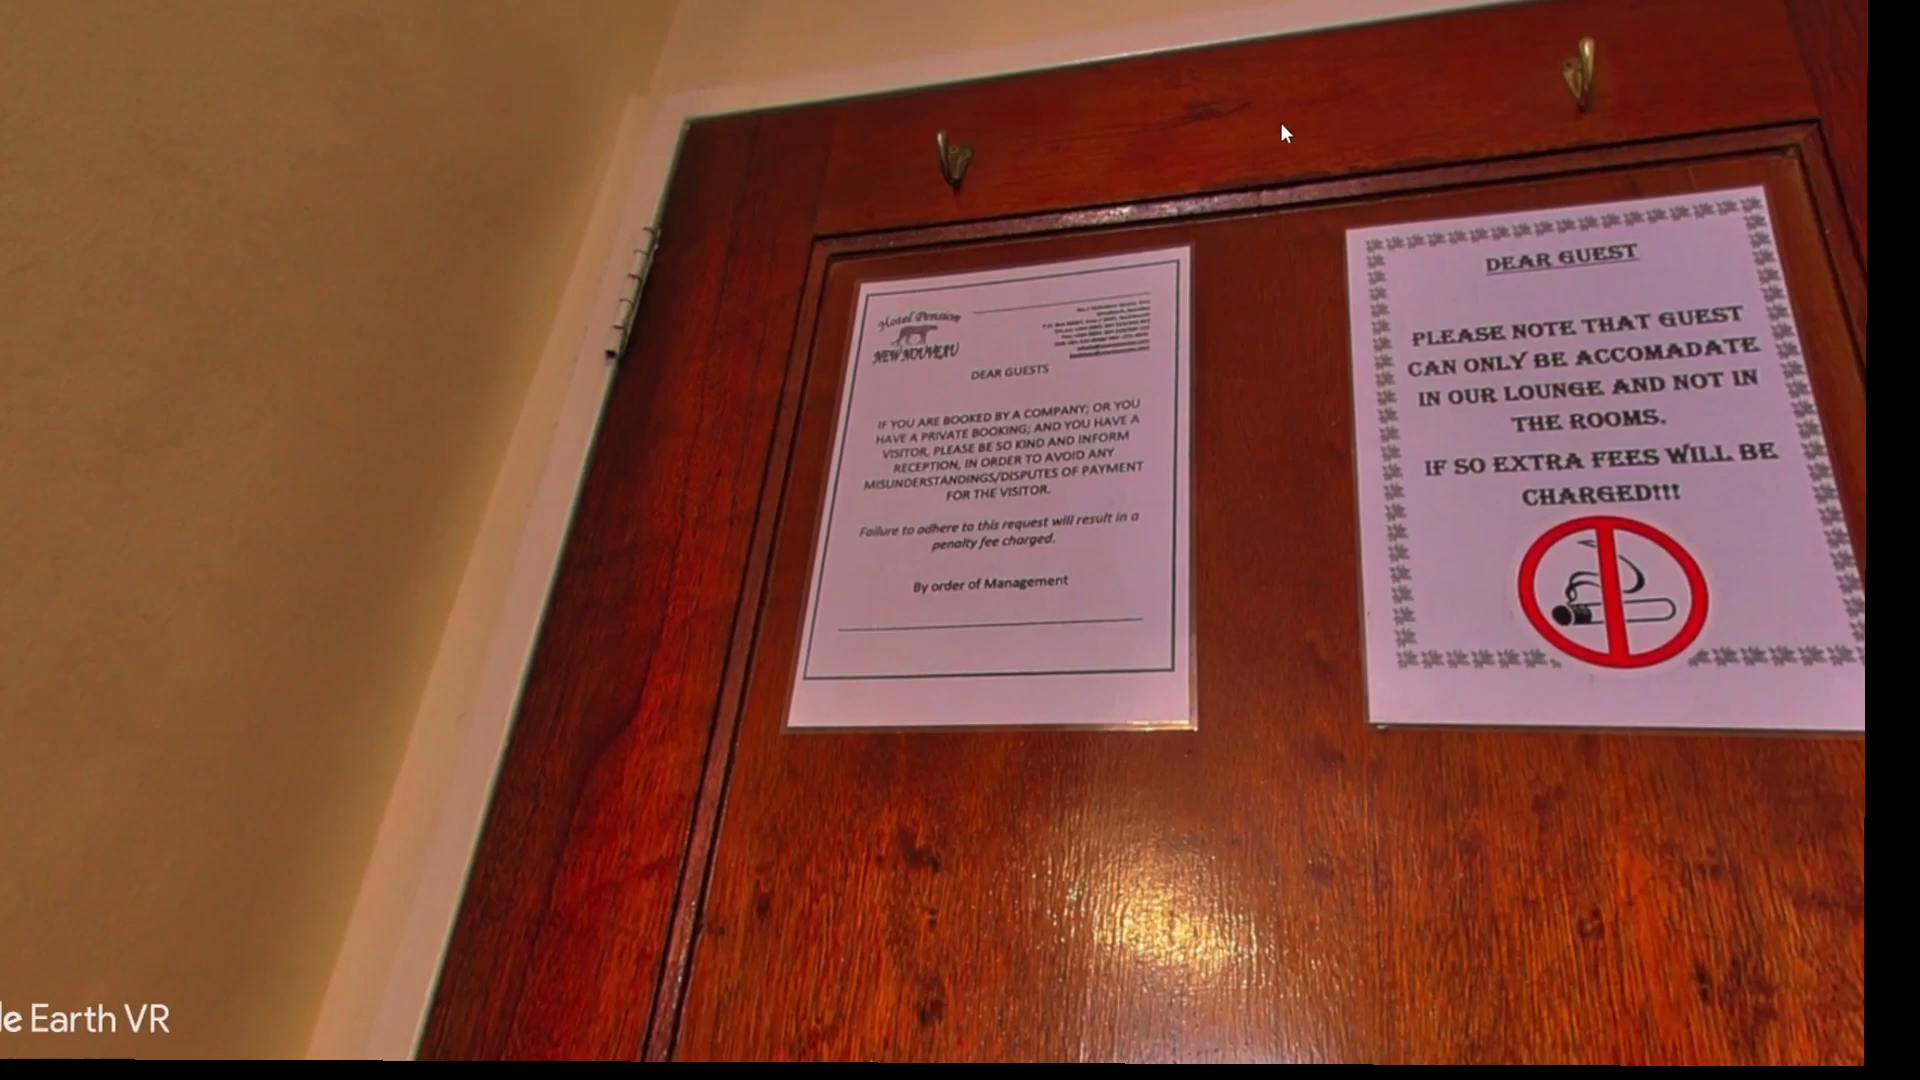 Hotel Pension
NEW NOUVEAU
DEAR GUESTS
IF YOU ARE BOOKED BY A COMPANY; OR YOU
HAVE A PRIVATE BOOKING; AND YOU HAVE A
VISITOR, PLEASE BE SO KIND AND INFORM
RECEPTION, IN ORDER TO AVOID ANY
MISUNDERSTANDINGS/DISPUTES OF PAYMENT
FOR THE VISITOR.
Failure to adhere to this request will result in a
penalty fee charged.
By order of Management
DEAR GUEST
PLEASE NOTE THAT GUEST
CAN ONLY BE ACCOMADATE
IN OUR LOUNGE AND NOT IN
THE ROOMS.
IF SO EXTRA FEES WILL BE
CHARGED!!!
le Earth VR